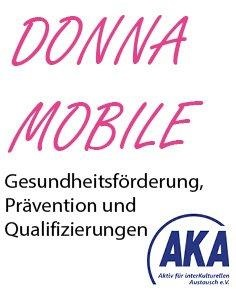 DONNA
MOBILE
Gesundheitsförderung,
Prävention und
Qualifizierungen
AKA
Aktiv für interKulturellen
Austausch e.V.